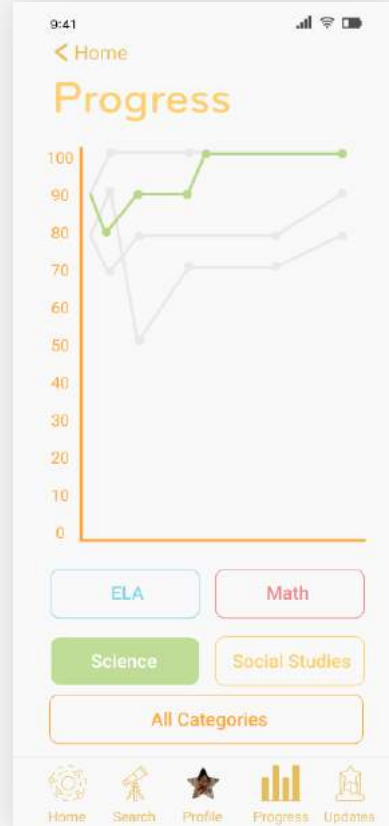 9:41
Home
Progress
100
90
80
70
60
50
40
30
20
10
0
ELA Math
Science Social Studies
All Categories
Home Search Profile Progress Updates